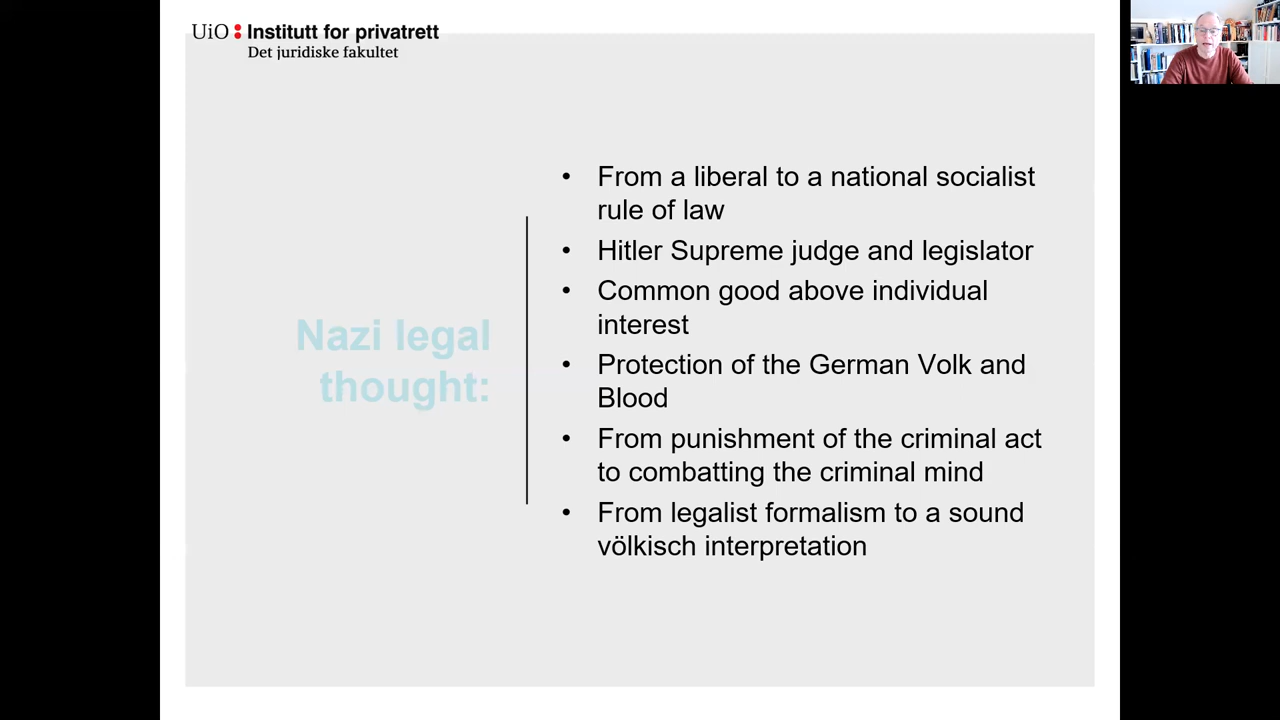 UiO : Institutt for privatrett
Det juridiske fakultet
Nazi legal
thought:
• From a liberal to a national socialist
rule of law
• Hitler Supreme judge and legislator
• Common good above individual
interest
• Protection of the German Volk and
Blood
• From punishment of the criminal act
to combatting the criminal mind
• From legalist formalism to a sound
völkisch interpretation